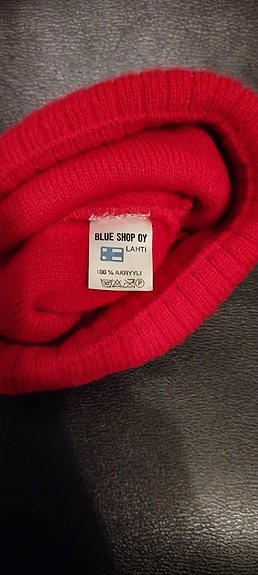 BLUE SHOP OY
LAHTI
100 % AKRYYLI
P